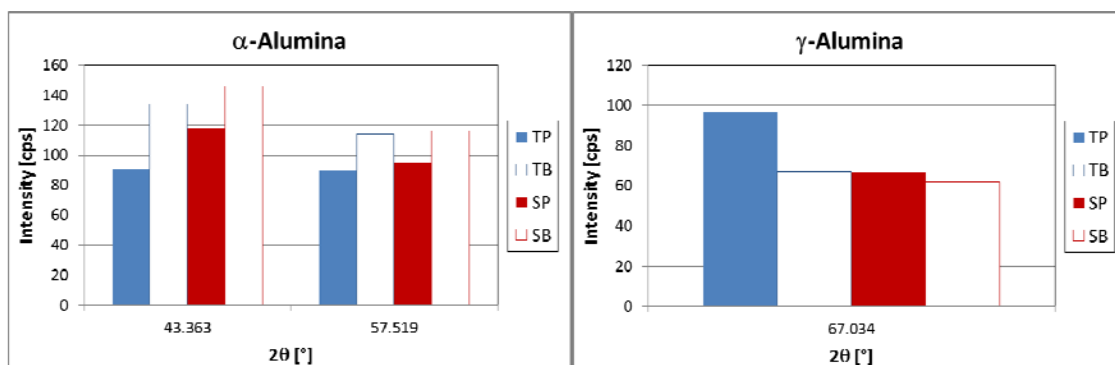 α-Alumina
Intensity [cps]
160
140
120
100
80
60
40
20
0
43.363 57.519
2θ [°]
TP
TB
SP
SB
γ-Alumina
Intensity [cps]
120
100
80
60
40
20
0
67.034
2θ [°]
TP
TB
SP
SB